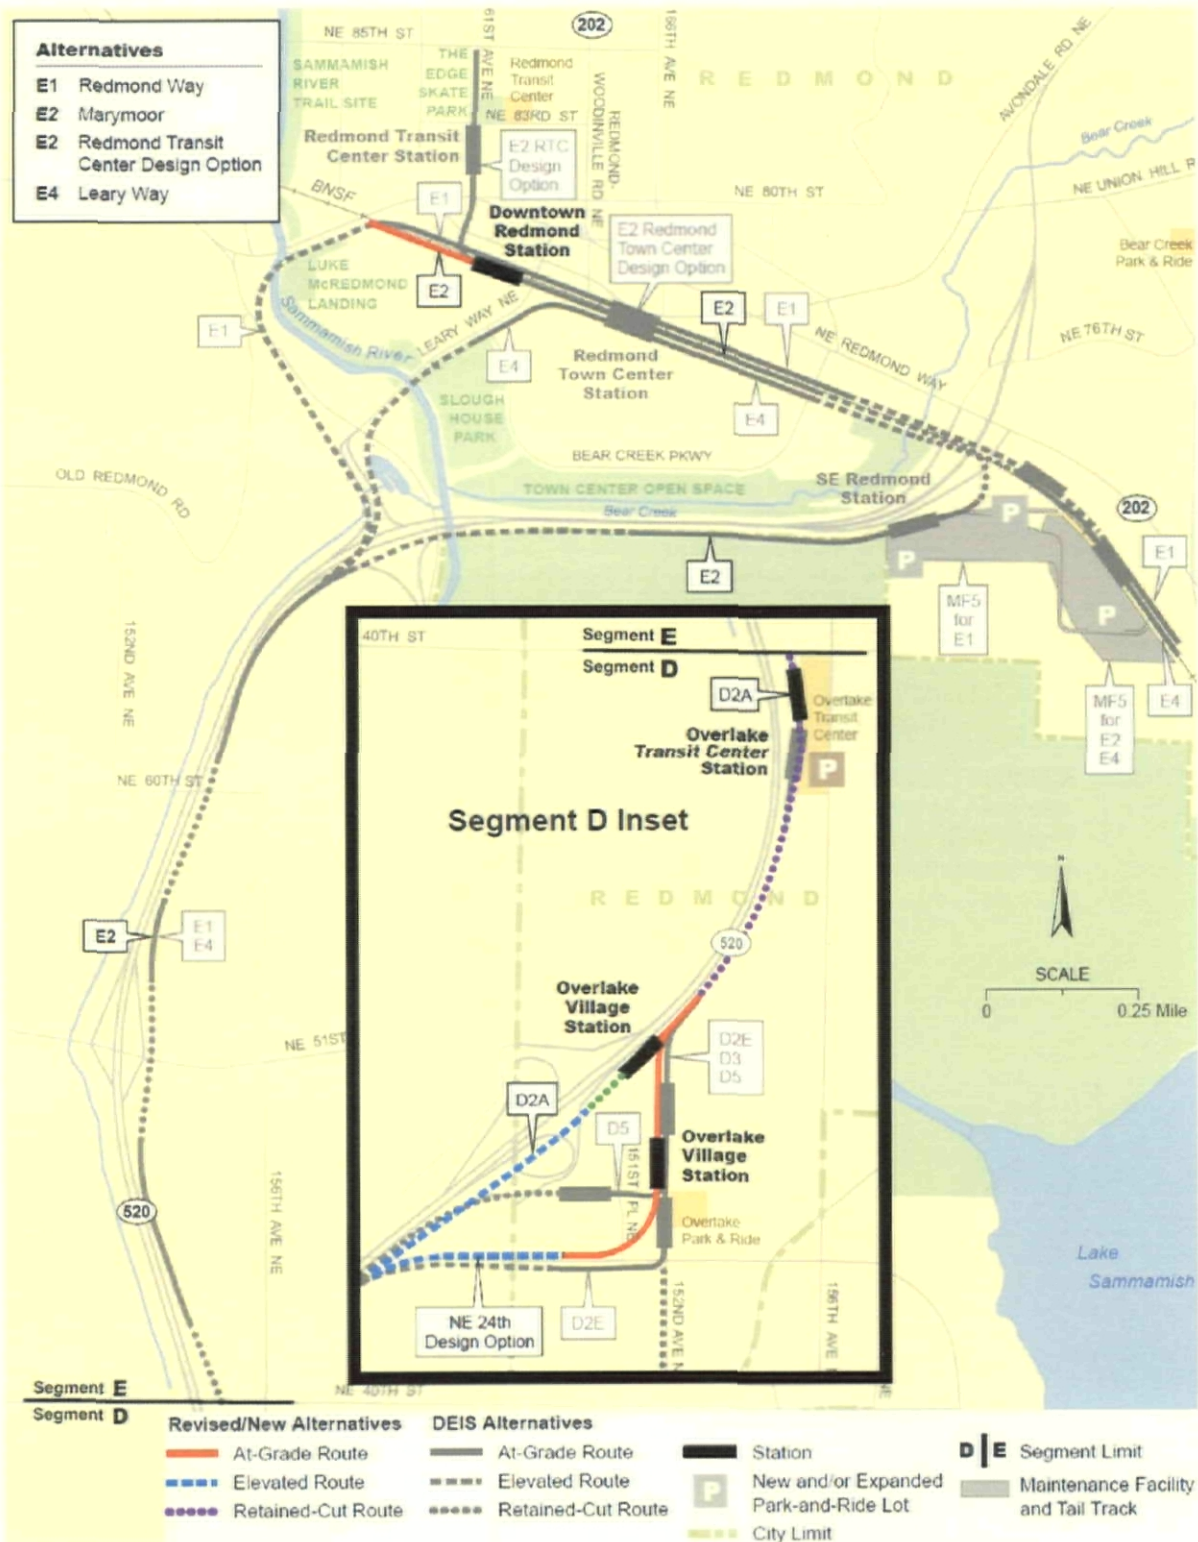 Alternatives
E1 Redmond Way
E2 Marymoor
E2 Redmond Transit
Center Design Option
E4 Leary Way
202
NE 85TH ST
61ST AVE NE
166TH AVE NE
REDMOND
AVONDALE RD NE
SAMMAMISH
RIVER
TRAIL SITE
THE
EDGE
SKATE
PARK
Redmond
Transit
Center
NE 83RD ST
REDMOND-
WOODINVILLE RD NE
Redmond Transit
Center Station
E2 RTC
Design
Option
Bear Creek
NE UNION HILL R
BNSF
E1
NE 80TH ST
Downtown
Redmond
Station
E2 Redmond
Town Center
Design Option
Bear Creek
Park & Ride
LUKE
McREDMOND
LANDING
E2
E2
E1
Sammamish River
LEARY WAY NE
E1
E4
NE REDMOND WAY
NE 76TH ST
Redmond
Town Center
Station
E4
SLOUGH
HOUSE
PARK
BEAR CREEK PKWY
OLD REDMOND RD
TOWN CENTER OPEN SPACE
Bear Creek
SE Redmond
Station
P
202
E1
P
E2
MF5
for
E1
P
MF5
for
E2
E4
E4
152ND AVE NE
40TH ST
Segment E
Segment D
D2A
Overlake
Transit
Center
Overlake
Transit Center
Station
P
NE 60TH ST
Segment D Inset
REDMOND
E2
E1
E4
520
N
SCALE
0 0.25 Mile
Overlake
Village
Station
NE 51ST
D2E
D3
D5
D2A
D5
151ST PL NE
Overlake
Village
Station
520
156TH AVE NE
Overlake
Park & Ride
Lake
Sammamish
NE 24th
Design Option
D2E
152ND AVE N
156TH AVE N
Segment E
Segment D
NE 40TH ST
NE
Revised/New Alternatives
At-Grade Route
Elevated Route
Retained-Cut Route
DEIS Alternatives
At-Grade Route
Elevated Route
Retained-Cut Route
Station
P New and/or Expanded
Park-and-Ride Lot
City Limit
D E Segment Limit
Maintenance Facility
and Tail Track